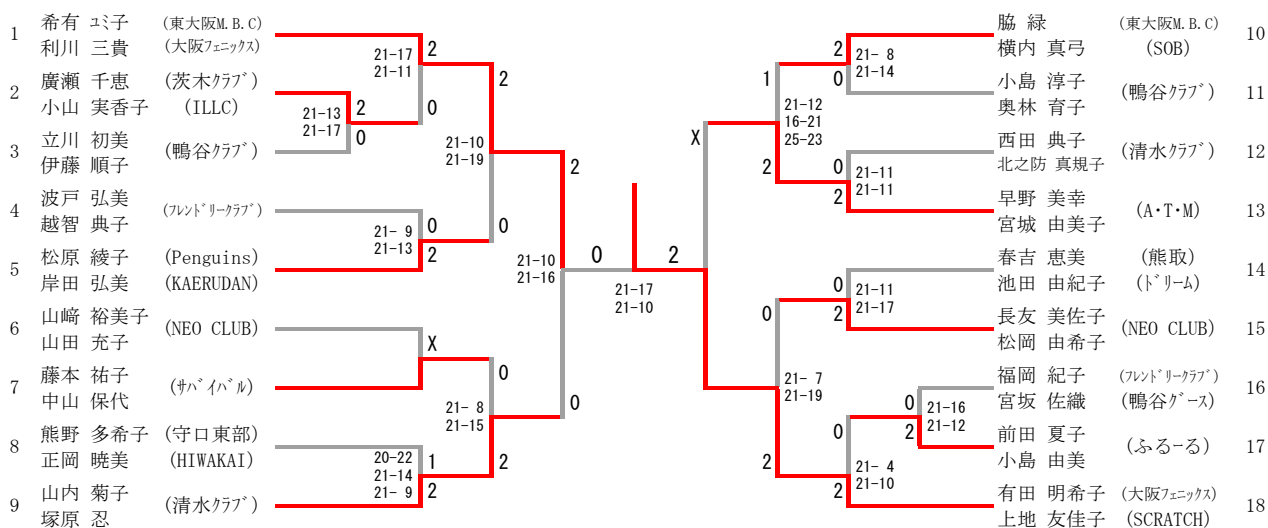 1 希有 ユミ子 (東大阪M.B.C)
利川 三貴 (大阪フェニックス)
2 廣瀬 千恵 (茨木クラブ)
小山 実香子 (ILLC)
3 立川 初美 (鴨谷クラブ)
伊藤 順子
4 波戸 弘美 (フレンドリークラブ)
越智 典子
5 松原 綾子 (Penguins)
岸田 弘美 (KAERUDAN)
6 山﨑 裕美子 (NEO CLUB)
山田 充子
7 藤本 祐子 (サバイバル)
中山 保代
8 熊野 多希子 (守口東部)
正岡 暁美 (HIWAKAI)
9 山内 菊子 (清水クラブ)
塚原 忍
21-17
21-11
2
0
21-13
21-17
2
0
21-10
21-19
2
0
21- 9
21-13
0
2
21-10
21-16
2
0
X
21- 8
21-15
0
2
20-22
21-14
21- 9
1
2
0
2
21-17
21-10
X
2
1
2
21-12
16-21
25-23
2
0
21- 8
21-14
0
2
21-11
21-11
0
2
21- 7
21-19
0
2
21-11
21-17
0
2
21- 4
21-10
0
2
21-16
21-12
脇 緑 (東大阪M.B.C) 10
横内 真弓 (SOB)
小島 淳子 (鴨谷クラブ) 11
奥林 育子
西田 典子 (清水クラブ) 12
北之防 真規子
早野 美幸 (A・T・M) 13
宮城 由美子
春吉 恵美 (熊取) 14
池田 由紀子 (ドリーム)
長友 美佐子 (NEO CLUB) 15
松岡 由希子
福岡 紀子 (フレンドリークラブ) 16
宮坂 佐織 (鴨谷グース)
前田 夏子 (ふるーる) 17
小島 由美
有田 明希子 (大阪フェニックス) 18
上地 友佳子 (SCRATCH)